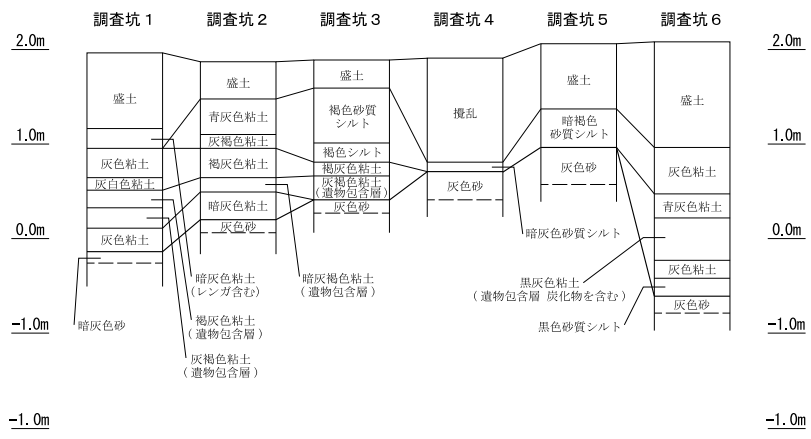 調査坑1
調査坑2
調査坑3
調査坑4
調査坑5
調査坑6
2.0m
1.0m
0.0m
-1.0m
-1.0m
盛土
灰色粘土
灰白色粘土
灰色粘土
暗灰色砂
暗灰色粘土
(レンガ含む)
褐灰色粘土
(遺物包含層)
灰褐色粘土
(遺物包含層)
盛土
青灰色粘土
灰褐色粘土
褐灰色粘土
暗灰色粘土
灰色砂
暗灰褐色粘土
(遺物包含層)
盛土
褐色砂質
シルト
褐色シルト
褐灰色粘土
灰褐色粘土
(遺物包含層)
灰色砂
攪乱
灰色砂
暗灰色砂質シルト
盛土
暗褐色
砂質シルト
灰色砂
盛土
灰色粘土
青灰色粘土
灰色粘土
灰色砂
黒灰色粘土
(遺物包含層 炭化物を含む)
黒色砂質シルト
2.0m
1.0m
0.0m
-1.0m
-1.0m